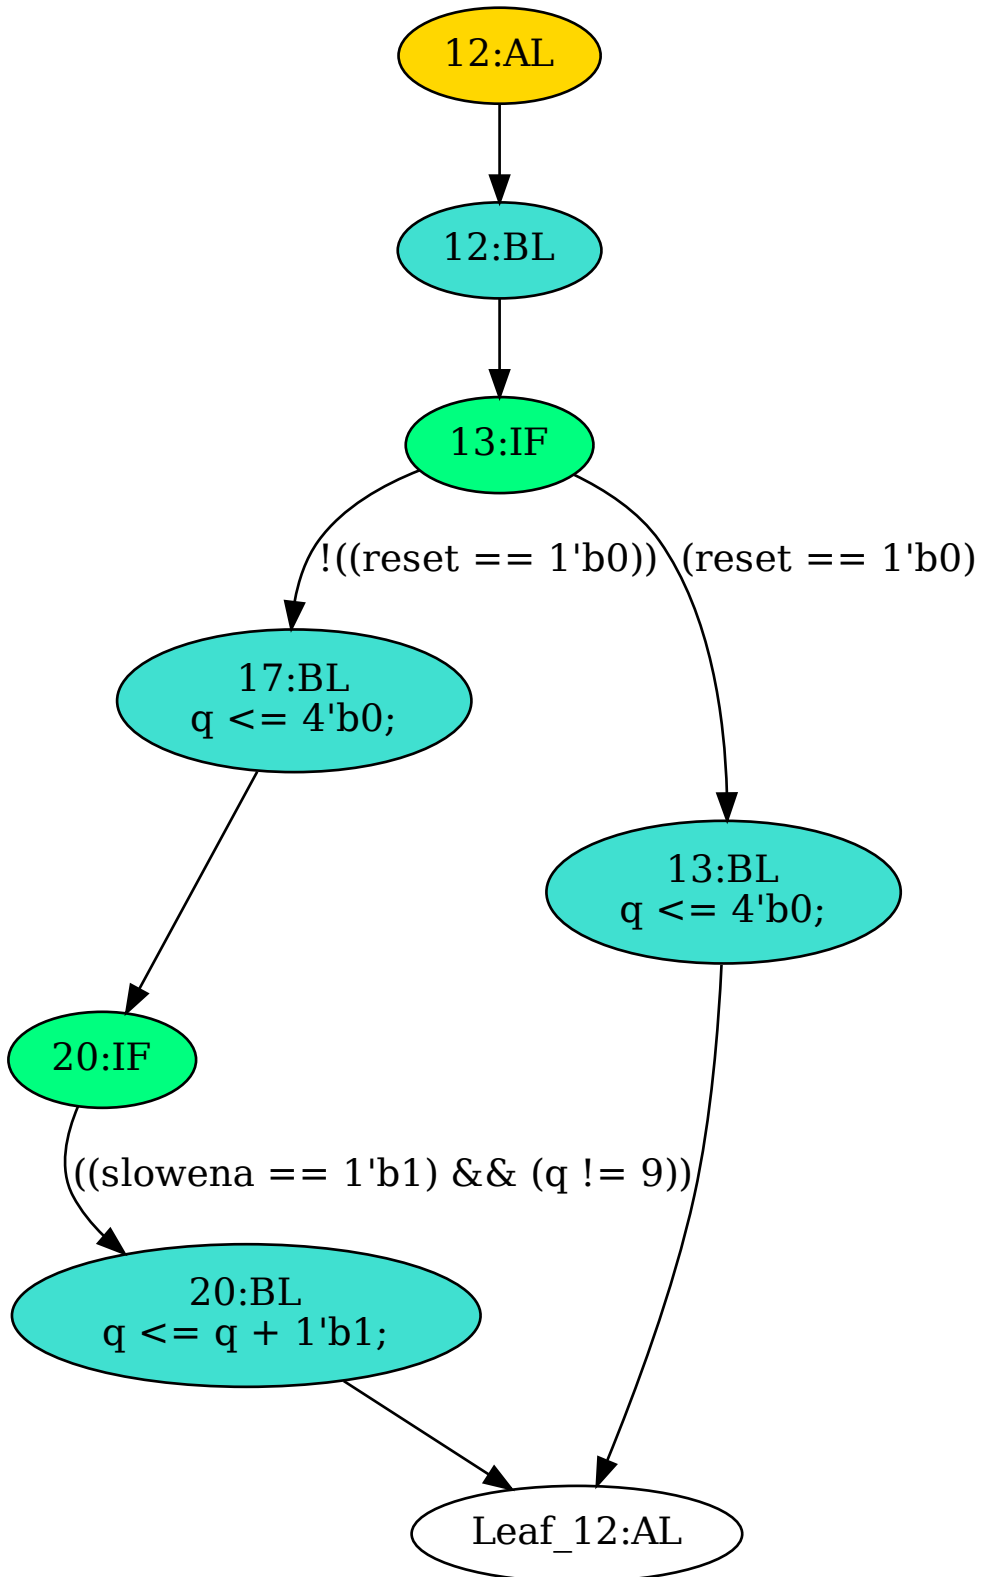 12:AL
12:BL
13:IF
!((reset == 1'b0))
(reset == 1'b0)
17:BL
q <= 4'b0;
13:BL
q <= 4'b0;
20:IF
((slowena == 1'b1) && (q != 9))
20:BL
q <= q + 1'b1;
Leaf_12:AL